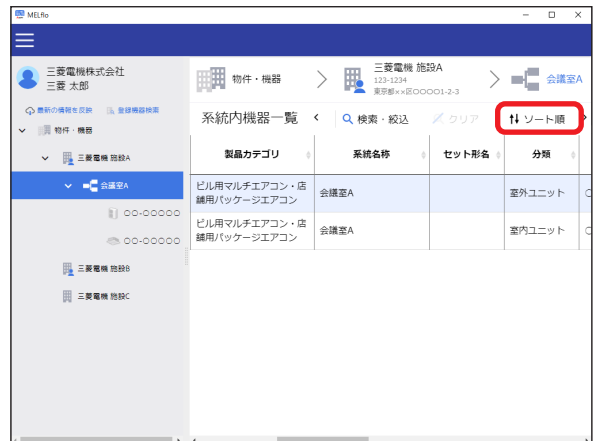 MELflo
三菱電機株式会社
三菱 太郎
最新の情報を反映 登録機器検索
物件・機器
三菱電機 施設A
会議室A
○○-○○○○○
○○-○○○○○
三菱電機 施設B
三菱電機 施設C
物件・機器
三菱電機 施設A
123-1234
東京都××区○○○○1-2-3
会議室A
系統内機器一覧 検索・絞込 クリア ソート順
製品カテゴリ 系統名称 セット形名 分類
ビル用マルチエアコン・店
舗用パッケージエアコン 会議室A 室外ユニット
ビル用マルチエアコン・店
舗用パッケージエアコン 会議室A 室内ユニット